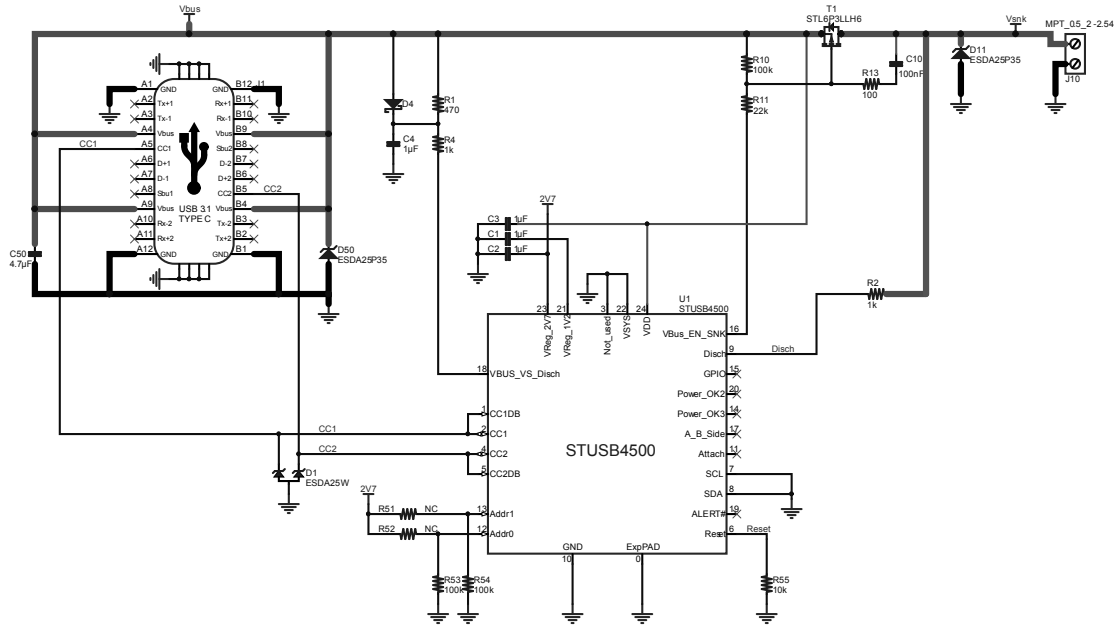 Vbus
T1
STL6P3LLH6
Vsnk
MPT_0.5_2 -2.54
J10
D11
ESDA25P35
C10
100nF
R13
100
R10
100k
R11
22k
R1
470
R4
1k
D4
C4
1µF
J1
A1 GND GND B12
A2 Tx+1 Rx+1 B11
A3 Tx-1 Rx-1 B10
A4 Vbus Vbus B9
CC1 A5 CC1 Sbu2 B8
A6 D+1 D-2 B7
A7 D-1 D+2 B6
A8 Sbu1 CC2 B5 CC2
A9 Vbus Vbus B4
A10 Rx-2 Tx-2 B3
A11 Rx+2 Tx+2 B2
A12 GND GND B1
USB 3.1
TYPE C
C50
4.7µF
D50
ESDA25P35
2V7
C3 1µF
C1 1µF
C2 1µF
R2
1k
U1
STUSB4500
23 VReg_2V7
21 VReg_1V2
3 Not_used
22 VSYS
24 VDD
VBus_EN_SNK 16
Disch 9 Disch
18 VBUS_VS_Disch
GPIO 15
Power_OK2 20
Power_OK3 14
A_B_Side 17
Attach 11
SCL 7
SDA 8
ALERT# 19
Reset 6 Reset
CC1 1 CC1DB
2 CC1
CC2 4 CC2
5 CC2DB
STUSB4500
D1
ESDA25W
2V7
R51 NC 13 Addr1
R52 NC 12 Addr0
GND
10
ExpPAD
0
R53
100k
R54
100k
R55
10k